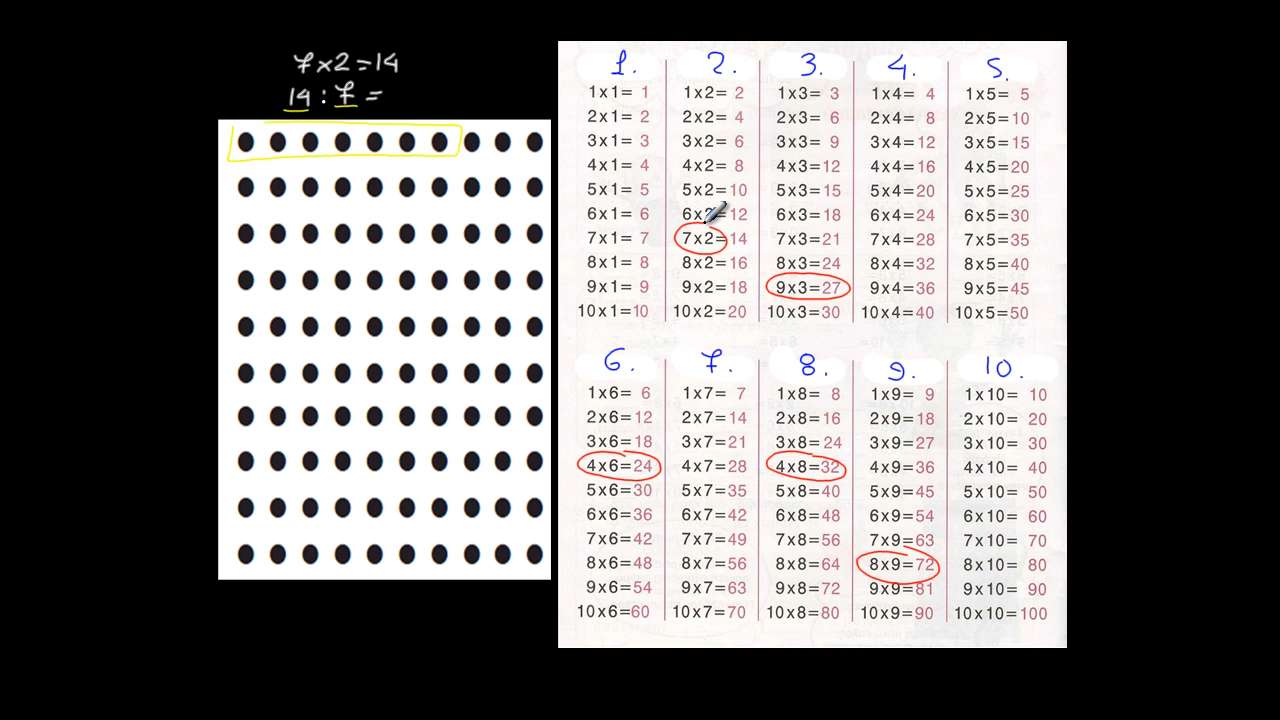 7x2=14
14:7=
1. 2. 3. 4. 5.
1x1= 1 1x2= 2 1x3= 3 1x4= 4 1x5= 5
2x1= 2 2x2= 4 2x3= 6 2x4= 8 2x5=10
3x1= 3 3x2= 6 3x3= 9 3x4=12 3x5=15
4x1= 4 4x2= 8 4x3=12 4x4=16 4x5=20
5x1= 5 5x2=10 5x3=15 5x4=20 5x5=25
6x1= 6 6x2=12 6x3=18 6x4=24 6x5=30
7x1= 7 7x2=14 7x3=21 7x4=28 7x5=35
8x1= 8 8x2=16 8x3=24 8x4=32 8x5=40
9x1= 9 9x2=18 9x3=27 9x4=36 9x5=45
10x1=10 10x2=20 10x3=30 10x4=40 10x5=50
6. 7. 8. 9. 10.
1x6= 6 1x7= 7 1x8= 8 1x9= 9 1x10= 10
2x6=12 2x7=14 2x8=16 2x9=18 2x10= 20
3x6=18 3x7=21 3x8=24 3x9=27 3x10= 30
4x6=24 4x7=28 4x8=32 4x9=36 4x10= 40
5x6=30 5x7=35 5x8=40 5x9=45 5x10= 50
6x6=36 6x7=42 6x8=48 6x9=54 6x10= 60
7x6=42 7x7=49 7x8=56 7x9=63 7x10= 70
8x6=48 8x7=56 8x8=64 8x9=72 8x10= 80
9x6=54 9x7=63 9x8=72 9x9=81 9x10= 90
10x6=60 10x7=70 10x8=80 10x9=90 10x10=100